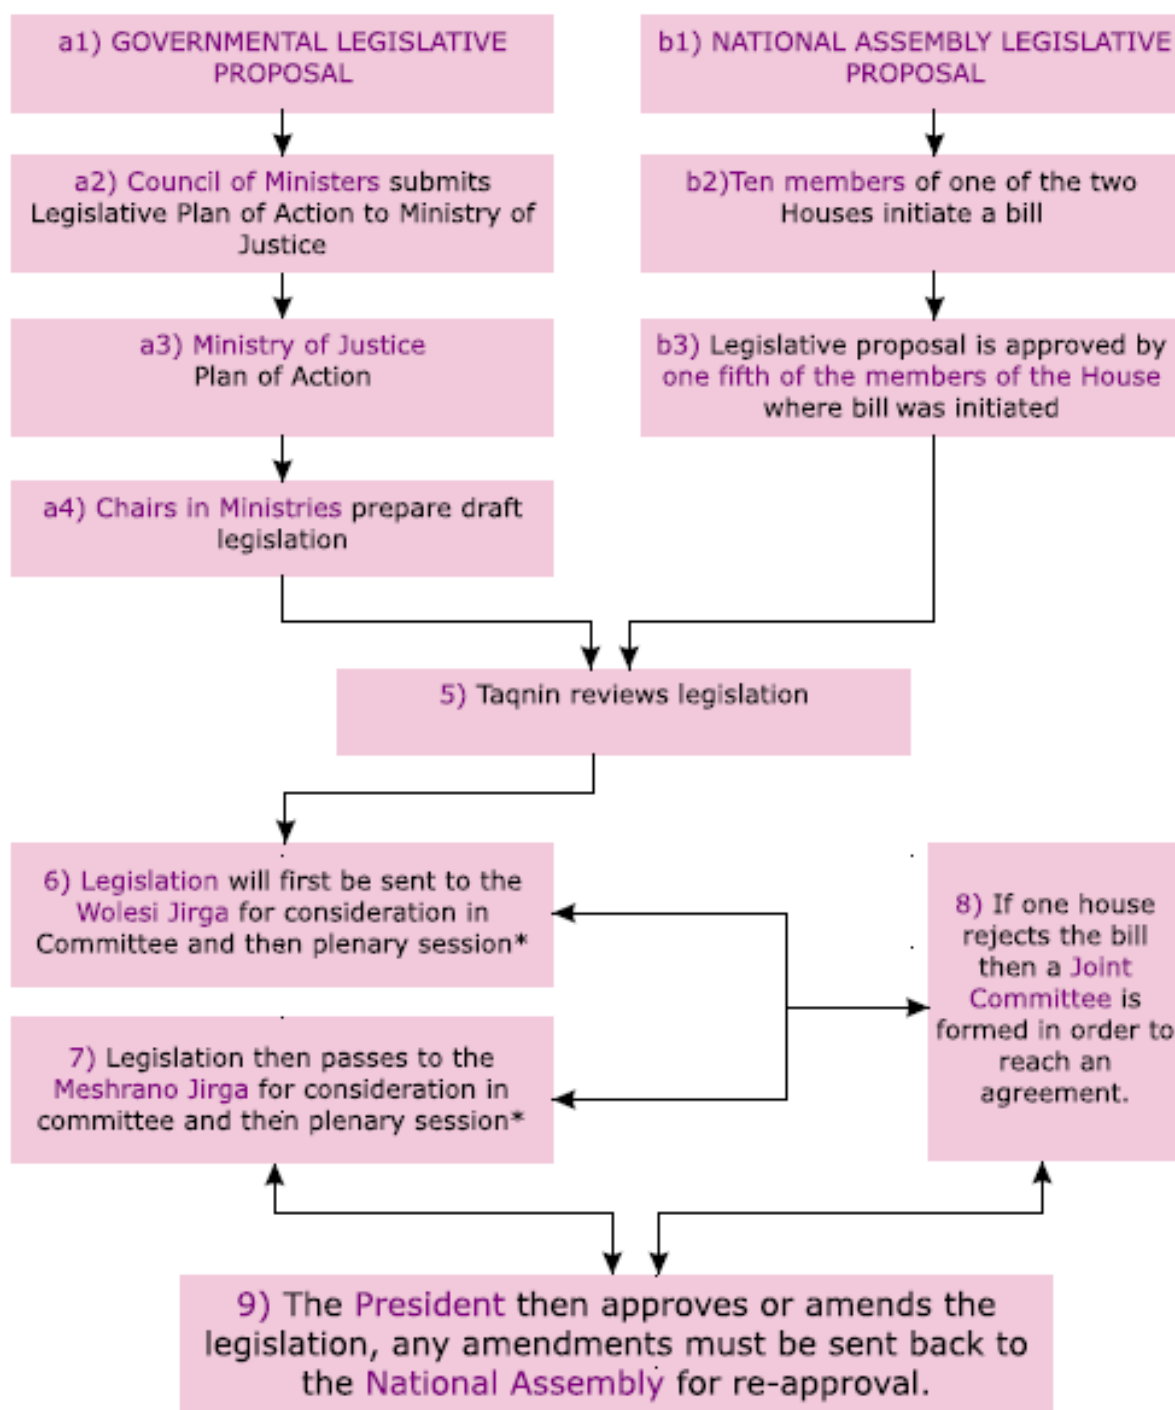 a1) GOVERNMENTAL LEGISLATIVE
PROPOSAL
b1) NATIONAL ASSEMBLY LEGISLATIVE
PROPOSAL
a2) Council of Ministers submits
Legislative Plan of Action to Ministry of
Justice
b2)Ten members of one of the two
Houses initiate a bill
a3) Ministry of Justice
Plan of Action
b3) Legislative proposal is approved by
one fifth of the members of the House
where bill was initiated
a4) Chairs in Ministries prepare draft
legislation
5) Taqnin reviews legislation
6) Legislation will first be sent to the
Wolesi Jirga for consideration in
Committee and then plenary session*
7) Legislation then passes to the
Meshrano Jirga for consideration in
committee and then plenary session*
8) If one house
rejects the bill
then a Joint
Committee is
formed in order to
reach an
agreement.
9) The President then approves or amends the
legislation, any amendments must be sent back to
the National Assembly for re-approval.